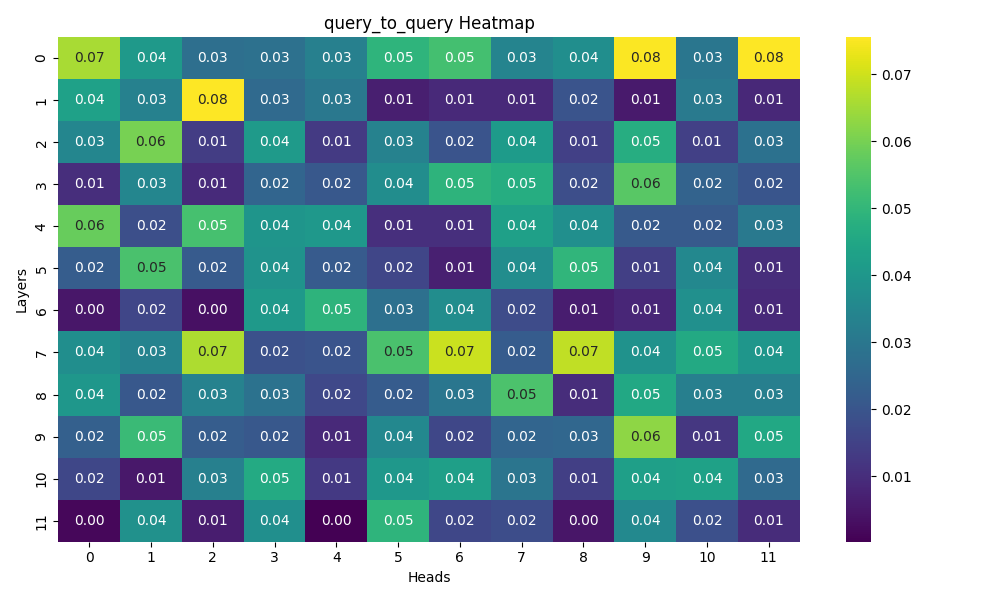 query_to_query Heatmap
0 0.07 0.04 0.03 0.03 0.03 0.05 0.05 0.03 0.04 0.08 0.03 0.08
1 0.04 0.03 0.08 0.03 0.03 0.01 0.01 0.01 0.02 0.01 0.03 0.01
2 0.03 0.06 0.01 0.04 0.01 0.03 0.02 0.04 0.01 0.05 0.01 0.03
3 0.01 0.03 0.01 0.02 0.02 0.04 0.05 0.05 0.02 0.06 0.02 0.02
4 0.06 0.02 0.05 0.04 0.04 0.01 0.01 0.04 0.04 0.02 0.02 0.03
5 0.02 0.05 0.02 0.04 0.02 0.02 0.01 0.04 0.05 0.01 0.04 0.01
6 0.00 0.02 0.00 0.04 0.05 0.03 0.04 0.02 0.01 0.01 0.04 0.01
7 0.04 0.03 0.07 0.02 0.02 0.05 0.07 0.02 0.07 0.04 0.05 0.04
8 0.04 0.02 0.03 0.03 0.02 0.02 0.03 0.05 0.01 0.05 0.03 0.03
9 0.02 0.05 0.02 0.02 0.01 0.04 0.02 0.02 0.03 0.06 0.01 0.05
10 0.02 0.01 0.03 0.05 0.01 0.04 0.04 0.03 0.01 0.04 0.04 0.03
11 0.00 0.04 0.01 0.04 0.00 0.05 0.02 0.02 0.00 0.04 0.02 0.01
0 1 2 3 4 5 6 7 8 9 10 11
Heads
Layers
0.07
0.06
0.05
0.04
0.03
0.02
0.01